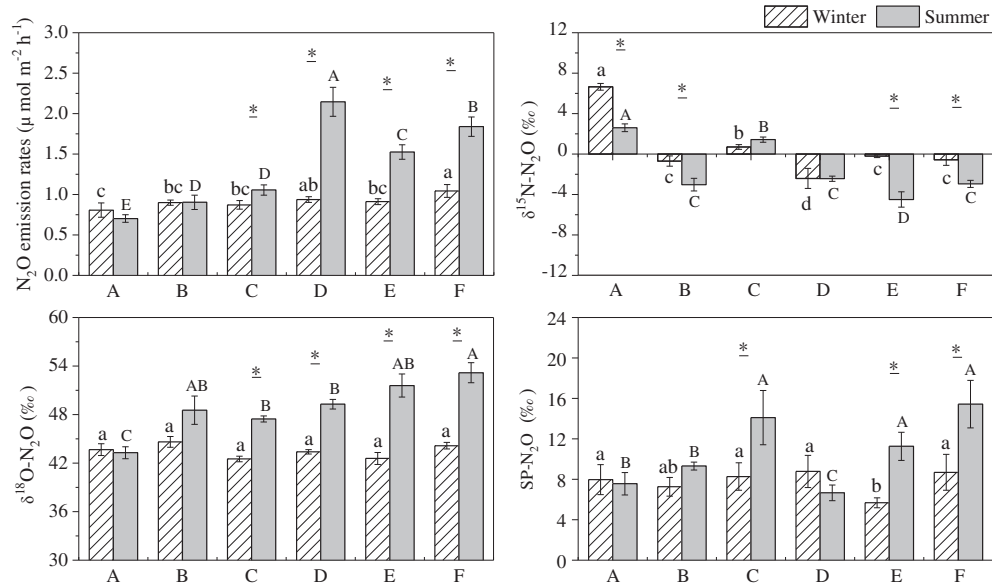 Winter Summer
N₂O emission rates (μ mol m⁻² h⁻¹)
3.0
2.5
2.0
1.5
1.0
0.5
0.0
c E bc D bc * D ab * A bc * C a * B
A B C D E F
δ¹⁵N-N₂O (‰)
12
8
4
0
-4
-8
-12
a * A c * C b B d C c * D c * C
A B C D E F
δ¹⁸O-N₂O (‰)
60
54
48
42
36
30
a C a AB a * B a * B a * AB a * A
A B C D E F
SP-N₂O (‰)
24
20
16
12
8
4
0
a B ab B a * A a C b * A a * A
A B C D E F